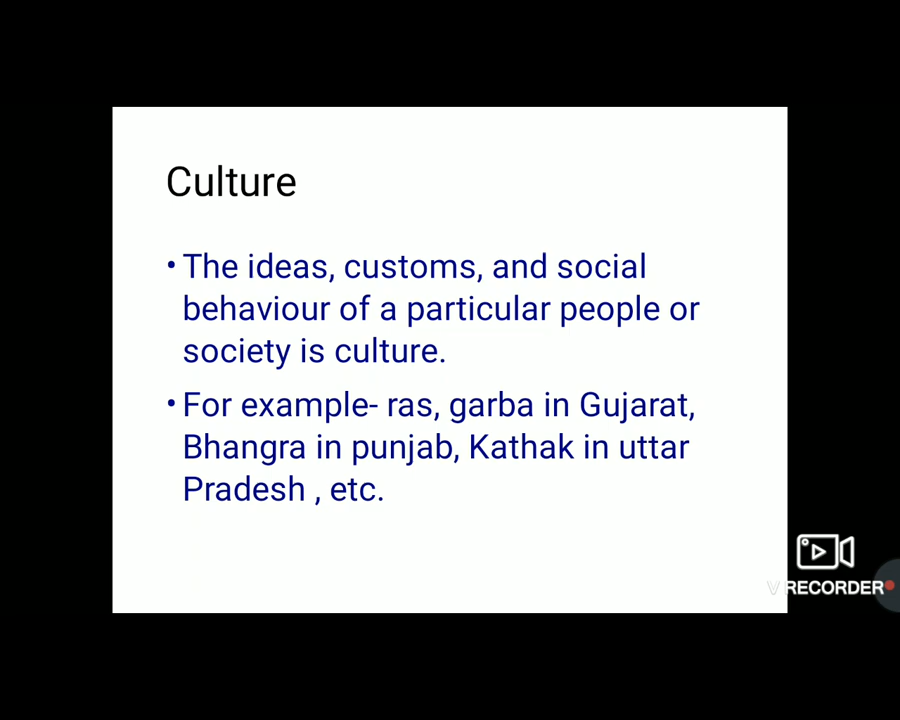 Culture
• The ideas, customs, and social
behaviour of a particular people or
society is culture.
• For example- ras, garba in Gujarat,
Bhangra in punjab, Kathak in uttar
Pradesh , etc.
V RECORDER